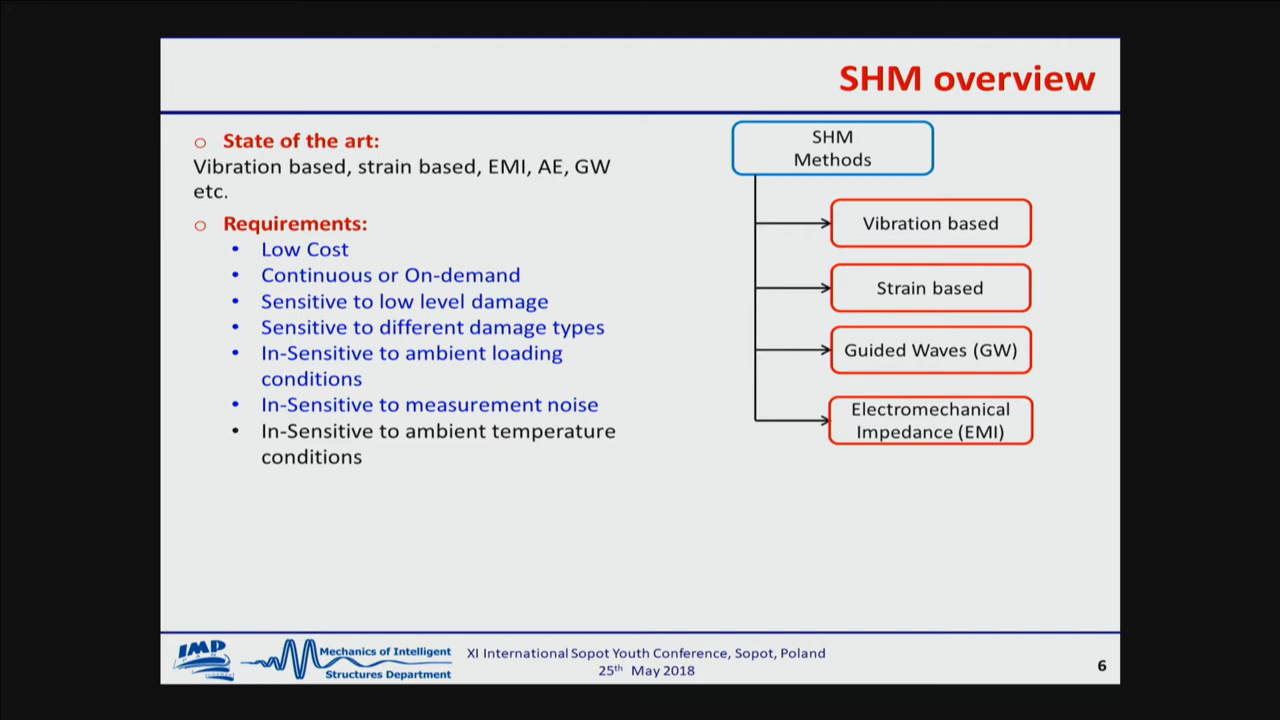 SHM overview
o State of the art:
Vibration based, strain based, EMI, AE, GW
etc.
o Requirements:
• Low Cost
• Continuous or On-demand
• Sensitive to low level damage
• Sensitive to different damage types
• In-Sensitive to ambient loading
conditions
• In-Sensitive to measurement noise
• In-Sensitive to ambient temperature
conditions
SHM
Methods
Vibration based
Strain based
Guided Waves (GW)
Electromechanical
Impedance (EMI)
IMP
Mechanics of Intelligent
Structures Department
XI International Sopot Youth Conference, Sopot, Poland
25th May 2018
6